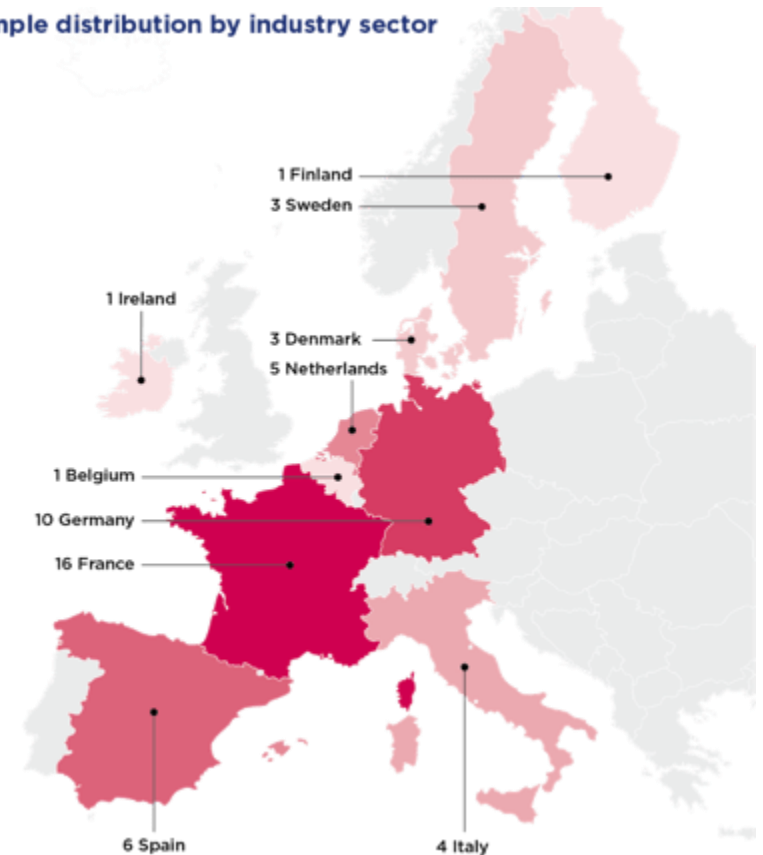 mple distribution by industry sector
1 Finland
3 Sweden
1 Ireland
3 Denmark
5 Netherlands
1 Belgium
10 Germany
16 France
6 Spain
4 Italy